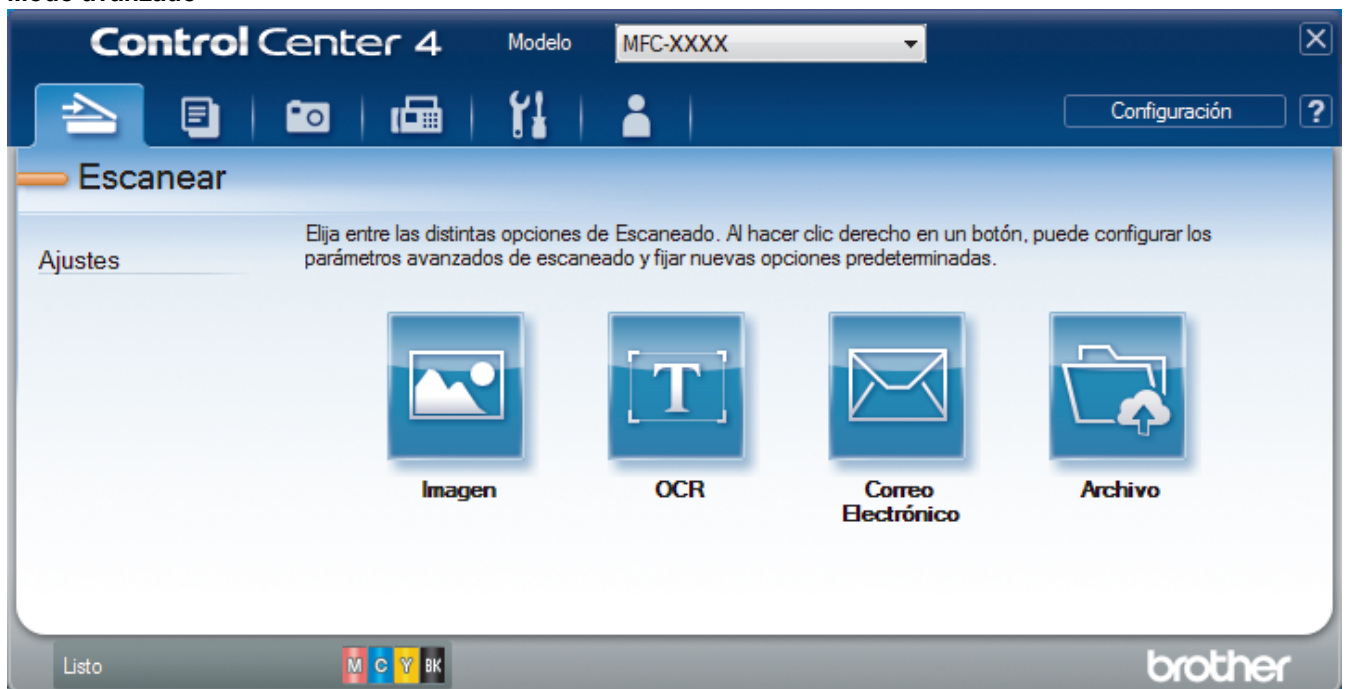 Modo avanzado
Control Center 4 Modelo MFC-XXXX
Configuración ?
Escanear
Ajustes
Elija entre las distintas opciones de Escaneado. Al hacer clic derecho en un botón, puede configurar los
parámetros avanzados de escaneado y fijar nuevas opciones predeterminadas.
T
Imagen OCR Correo Archivo
Electrónico
Listo M C Y BK brother